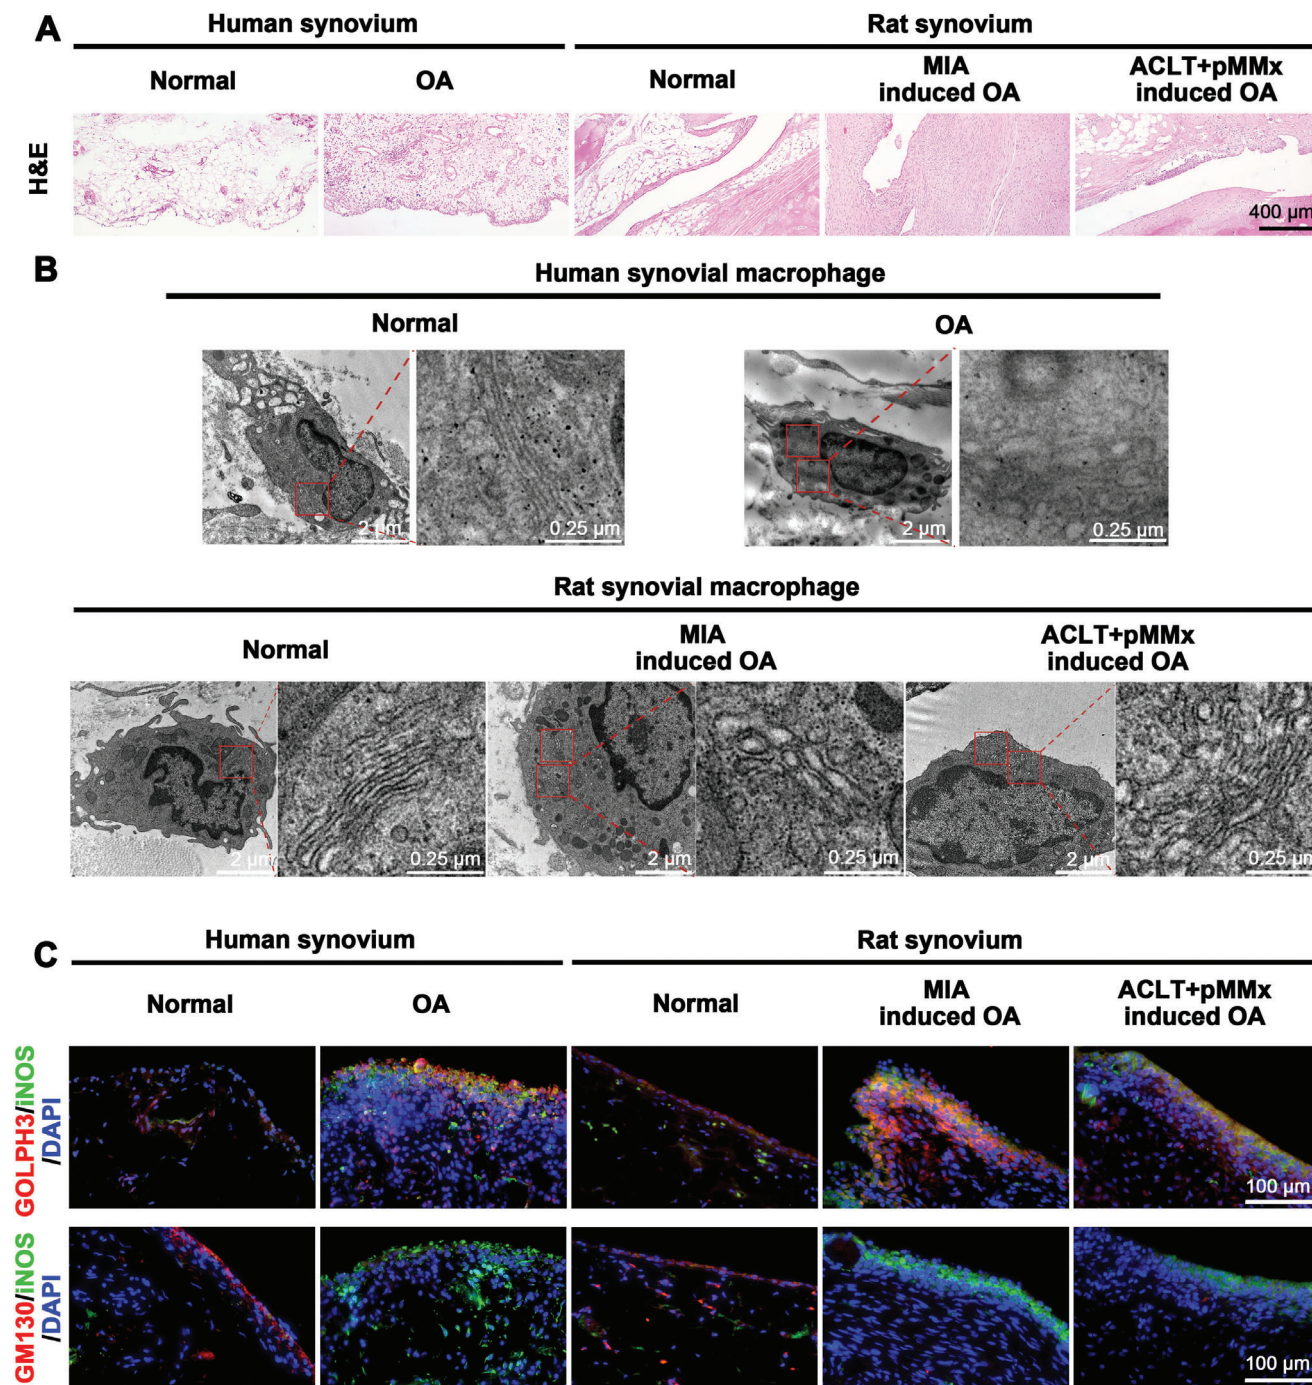 A
Human synovium
Rat synovium
Normal
OA
Normal
MIA
induced OA
ACLT+pMMx
induced OA
H&E
400 µm
B
Human synovial macrophage
Normal
OA
2 µm
0.25 µm
2 µm
0.25 µm
Rat synovial macrophage
Normal
MIA
induced OA
ACLT+pMMx
induced OA
2 µm
0.25 µm
2 µm
0.25 µm
2 µm
0.25 µm
C
Human synovium
Rat synovium
Normal
OA
Normal
MIA
induced OA
ACLT+pMMx
induced OA
GOLPH3/iNOS
/DAPI
100 µm
GM130/iNOS
/DAPI
100 µm